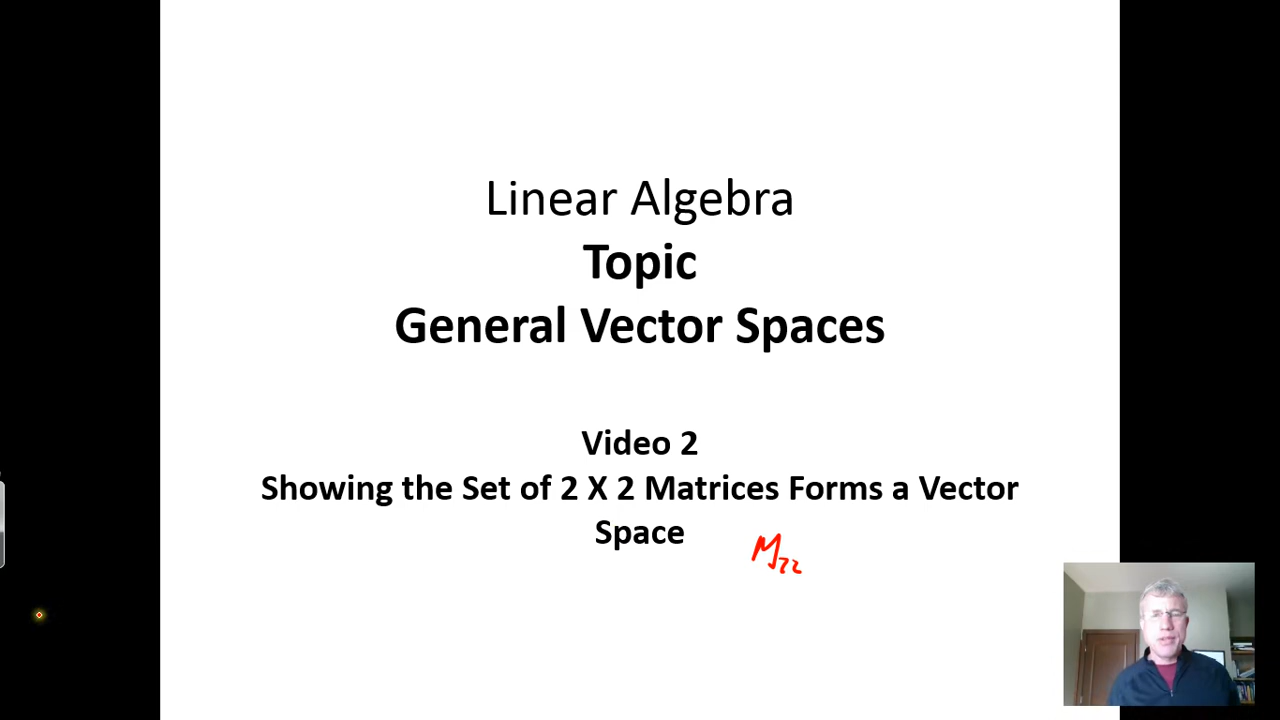 Linear Algebra
Topic
General Vector Spaces
Video 2
Showing the Set of 2 X 2 Matrices Forms a Vector
Space
M22